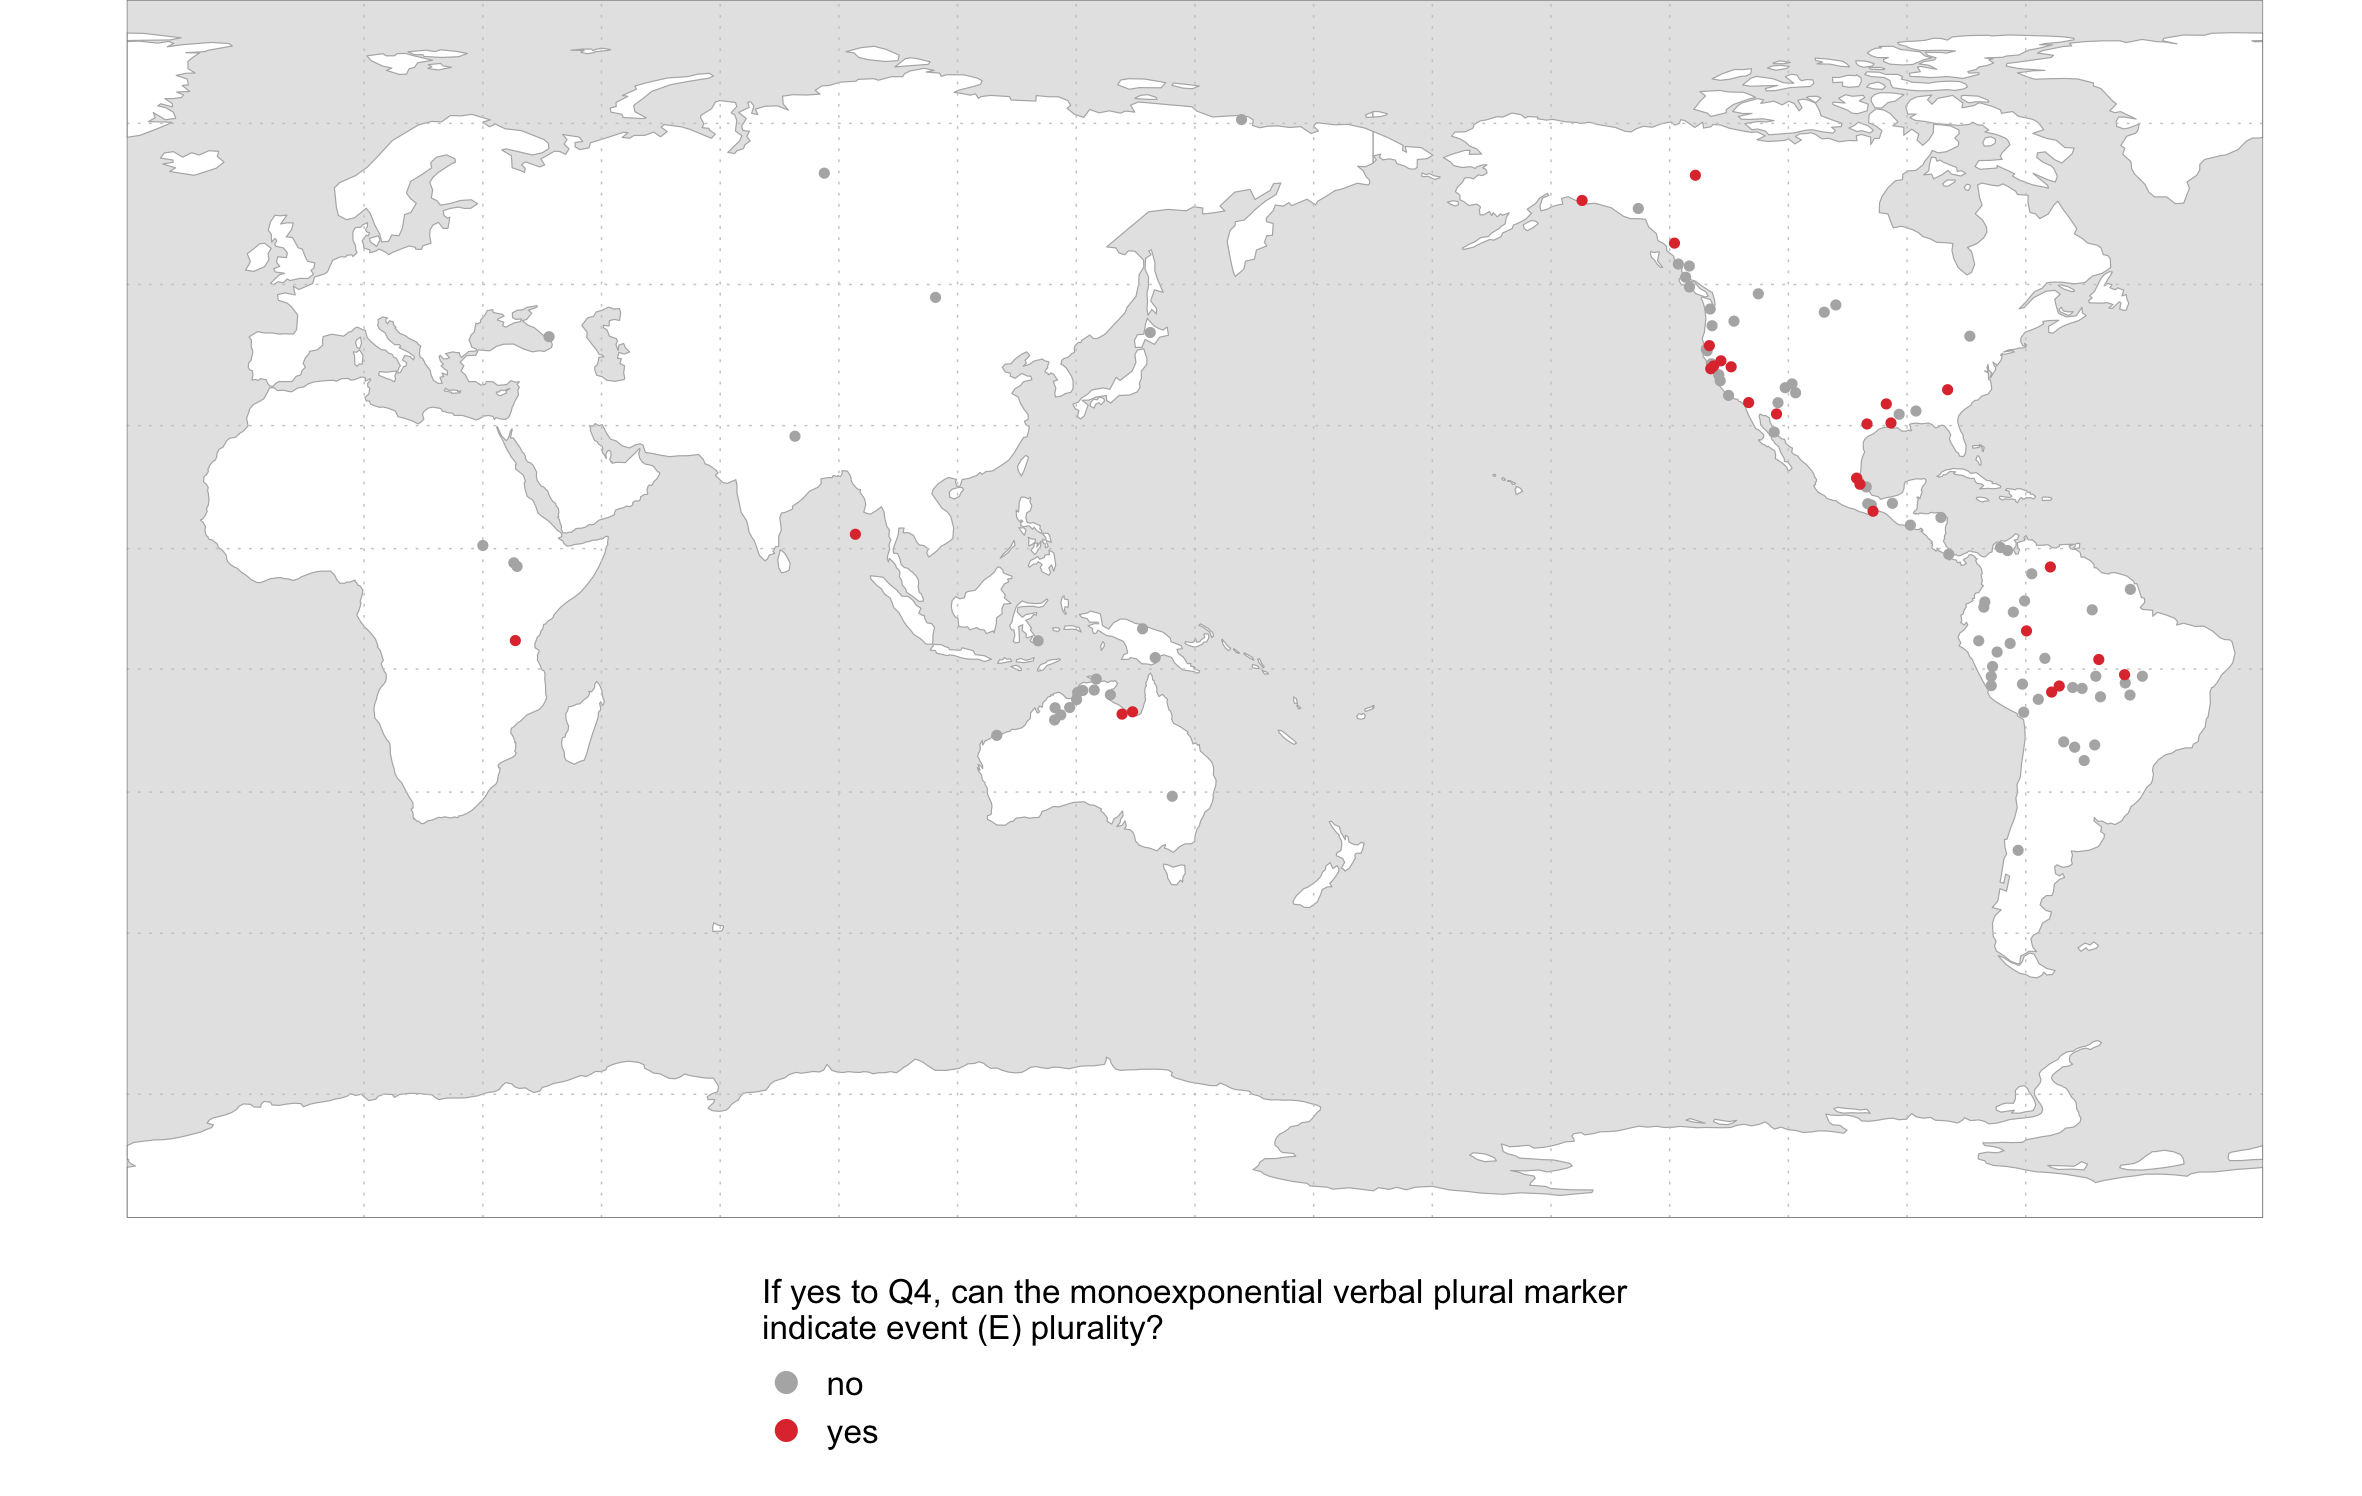 If yes to Q4, can the monoexponential verbal plural marker
indicate event (E) plurality?
no
yes